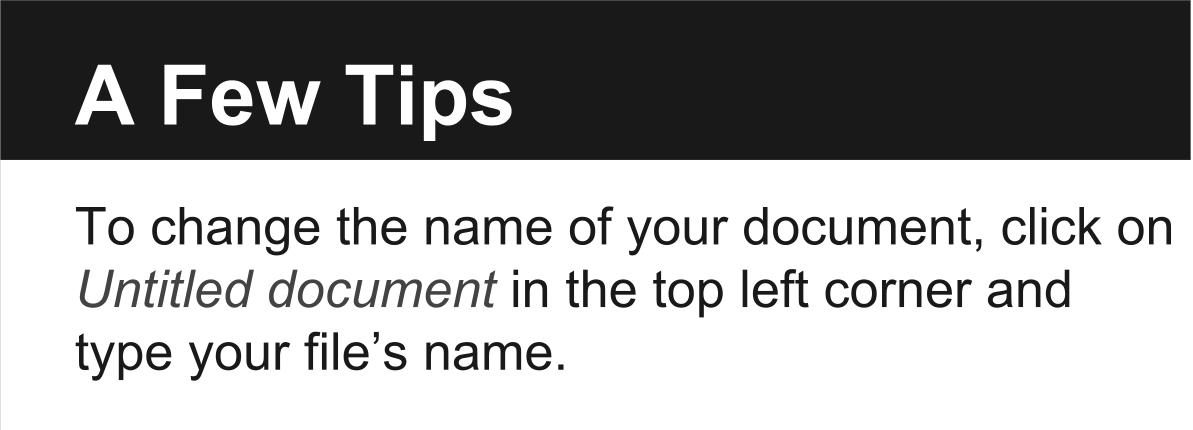 A Few Tips
To change the name of your document, click on
Untitled document in the top left corner and
type your file’s name.